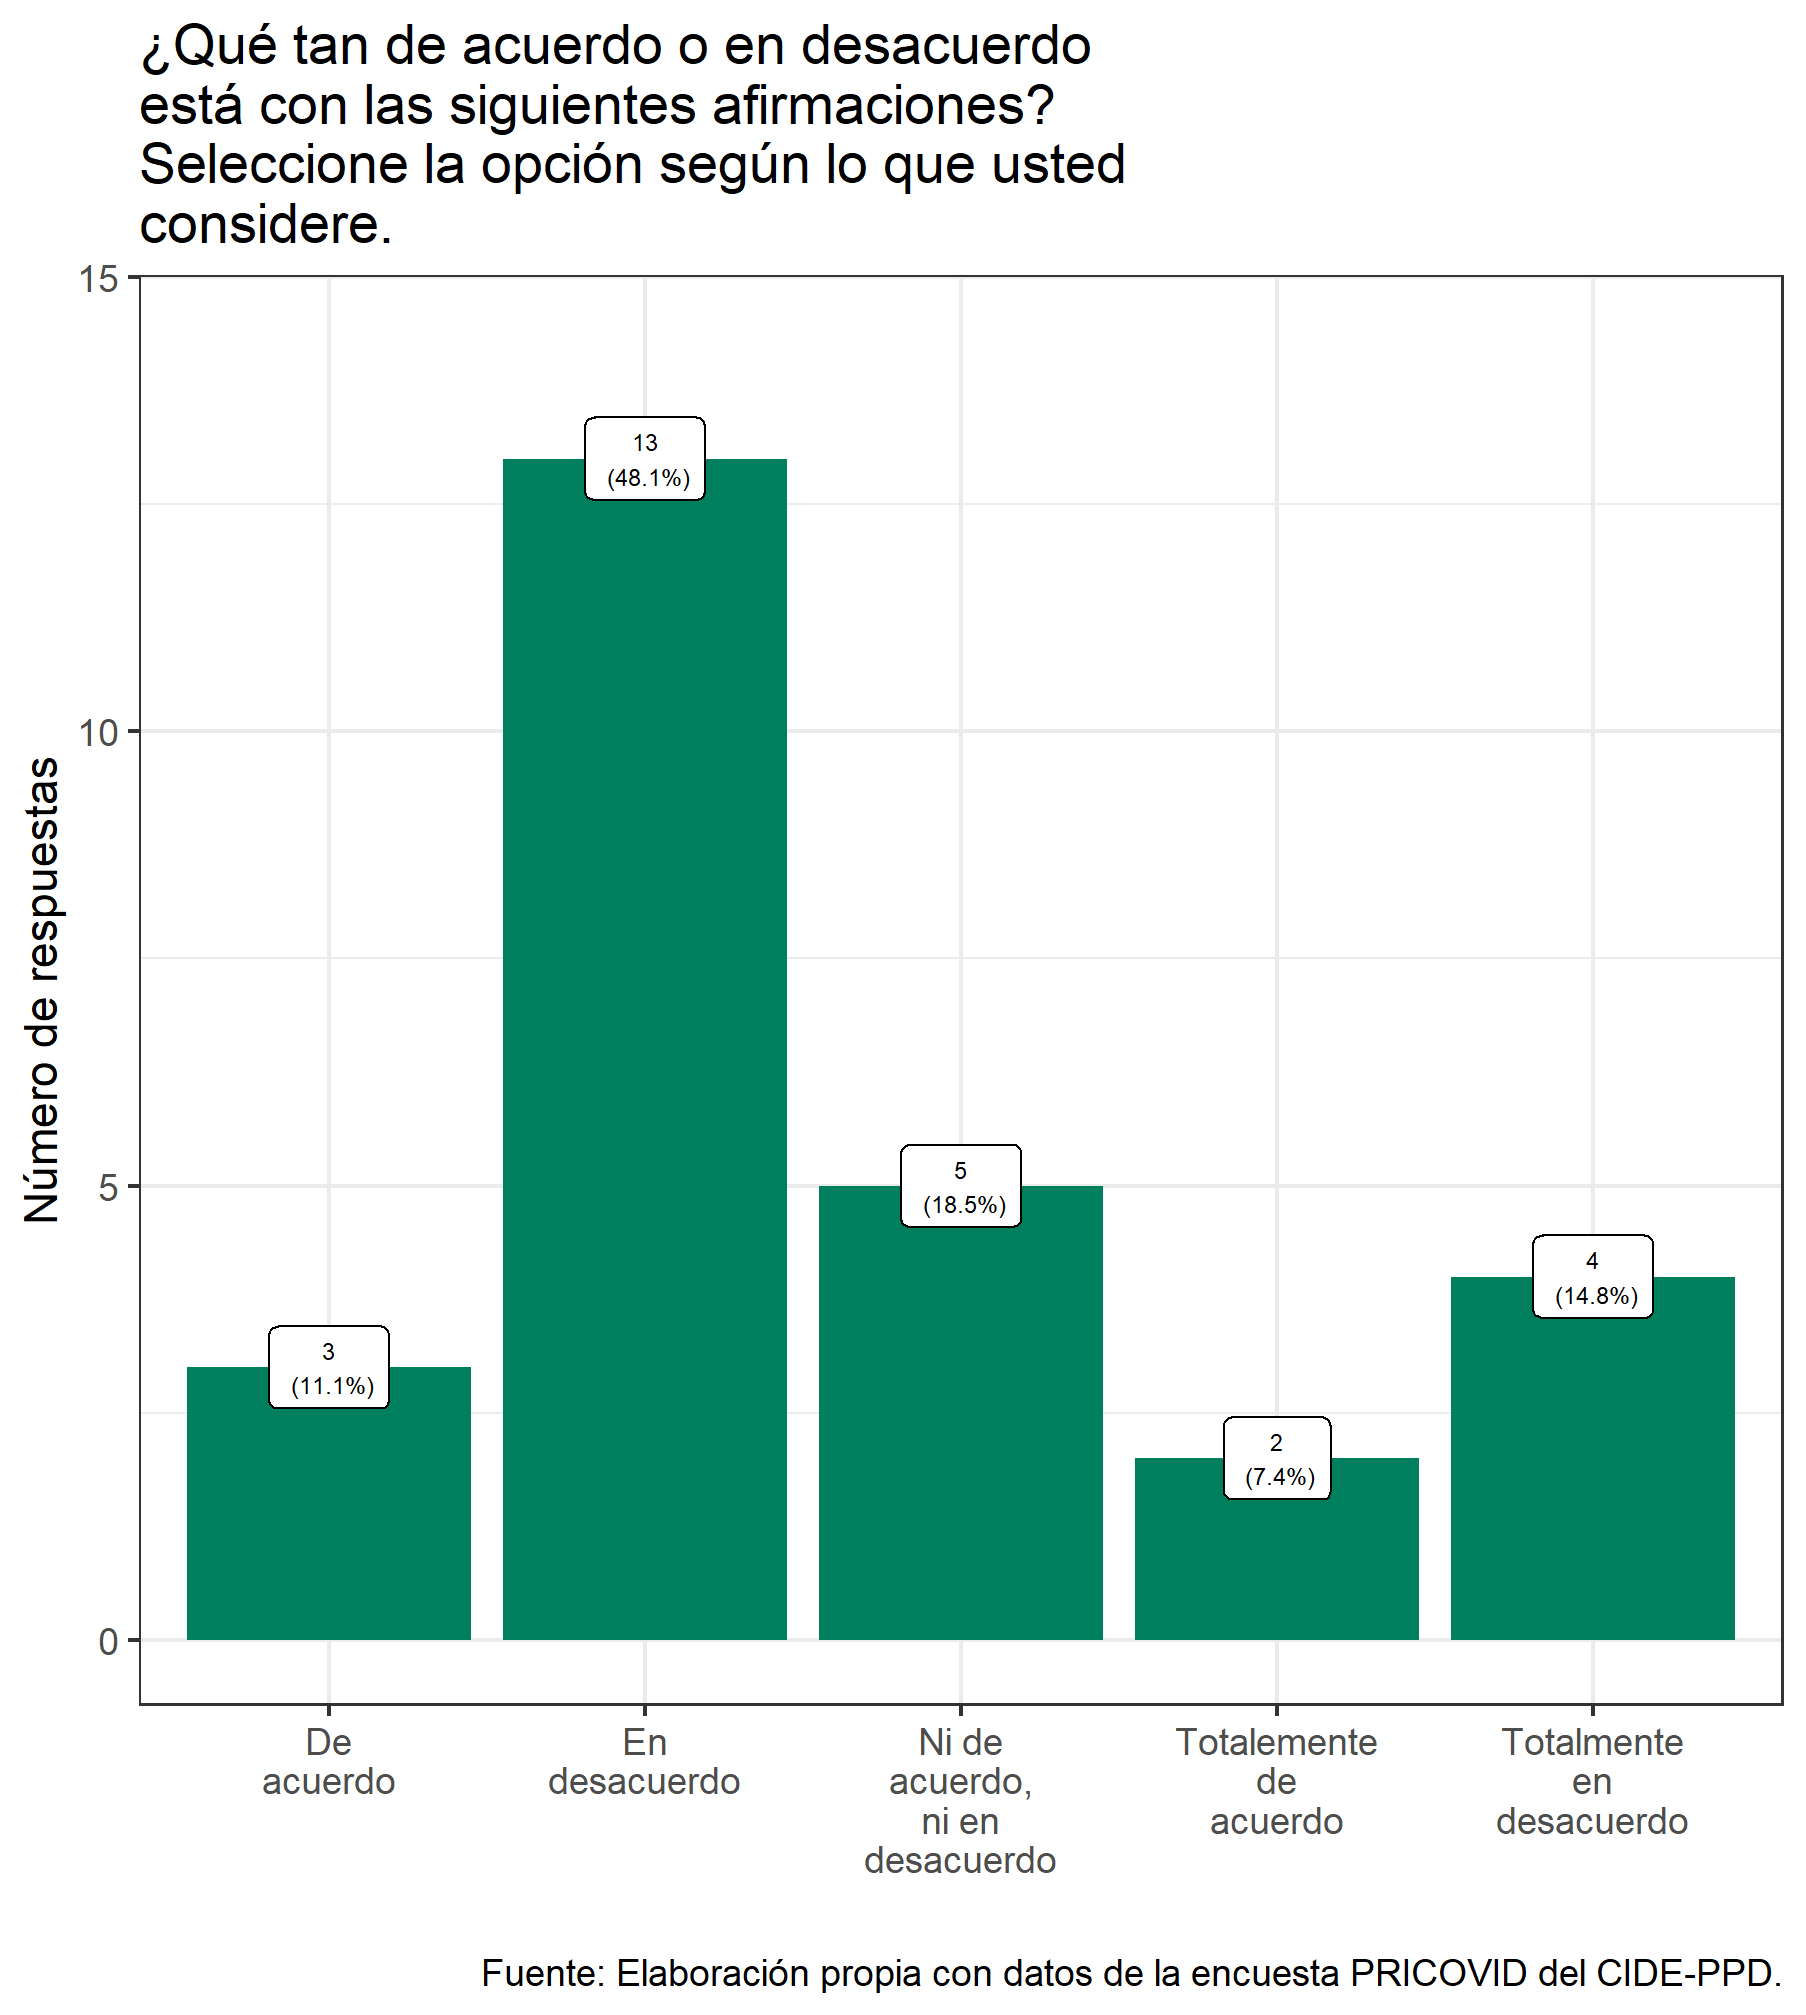 ¿Qué tan de acuerdo o en desacuerdo
está con las siguientes afirmaciones?
Seleccione la opción según lo que usted
considere.
Número de respuestas
15
10
5
0
3
(11.1%)
13
(48.1%)
5
(18.5%)
2
(7.4%)
4
(14.8%)
De
acuerdo
En
desacuerdo
Ni de
acuerdo,
ni en
desacuerdo
Totalemente
de
acuerdo
Totalmente
en
desacuerdo
Fuente: Elaboración propia con datos de la encuesta PRICOVID del CIDE-PPD.